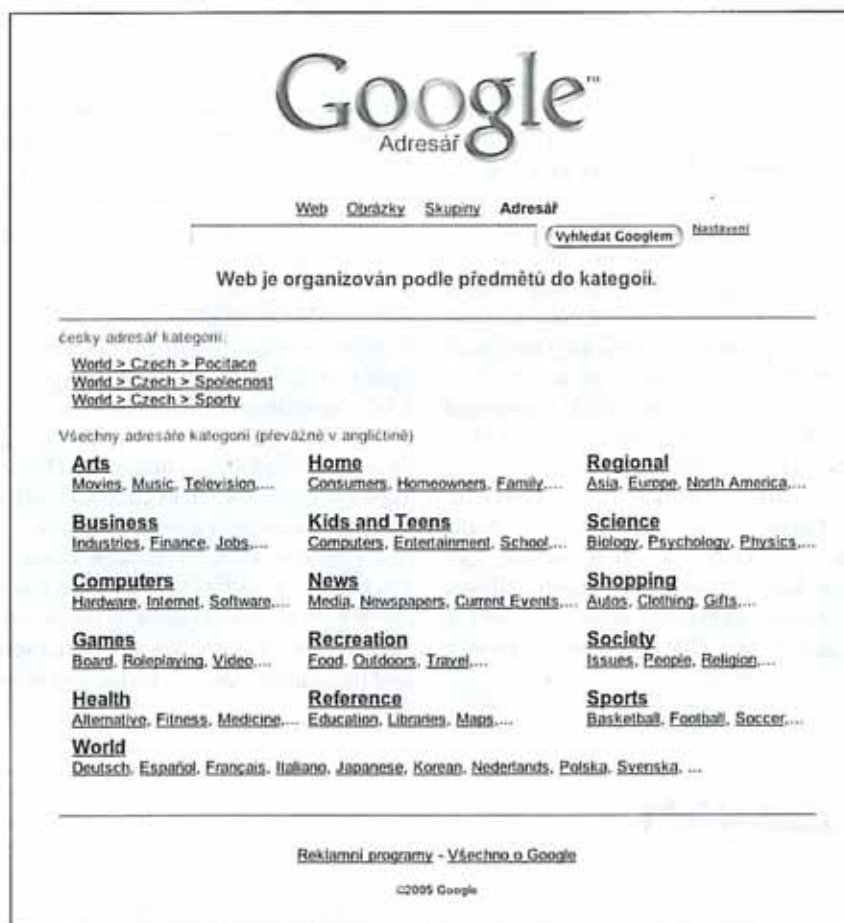 Google™
Adresář
Web Obrázky Skupiny Adresář
Vyhledat Googlem Nastavení
Web je organizován podle předmětů do kategoii.
česky adresář kategorii:
World > Czech > Pocitace
World > Czech > Spolecnost
World > Czech > Sporty
Všechny adresáře kategorií (převážně v angličtině)
Arts Home Regional
Movies, Music, Television,... Consumers, Homeowners, Family,... Asia, Europe, North America,...
Business Kids and Teens Science
Industries, Finance, Jobs,... Computers, Entertainment, School,... Biology, Psychology, Physics,...
Computers News Shopping
Hardware, Internet, Software,... Media, Newspapers, Current Events,... Autos, Clothing, Gifts,...
Games Recreation Society
Board, Roleplaying, Video,... Food, Outdoors, Travel,... Issues, People, Religion,...
Health Reference Sports
Alternative, Fitness, Medicine,... Education, Libraries, Maps,... Basketball, Football, Soccer,...
World
Deutsch, Español, Français, Italiano, Japanese, Korean, Nederlands, Polska, Svenska, ...
Reklamní programy - Všechno o Google
©2005 Google